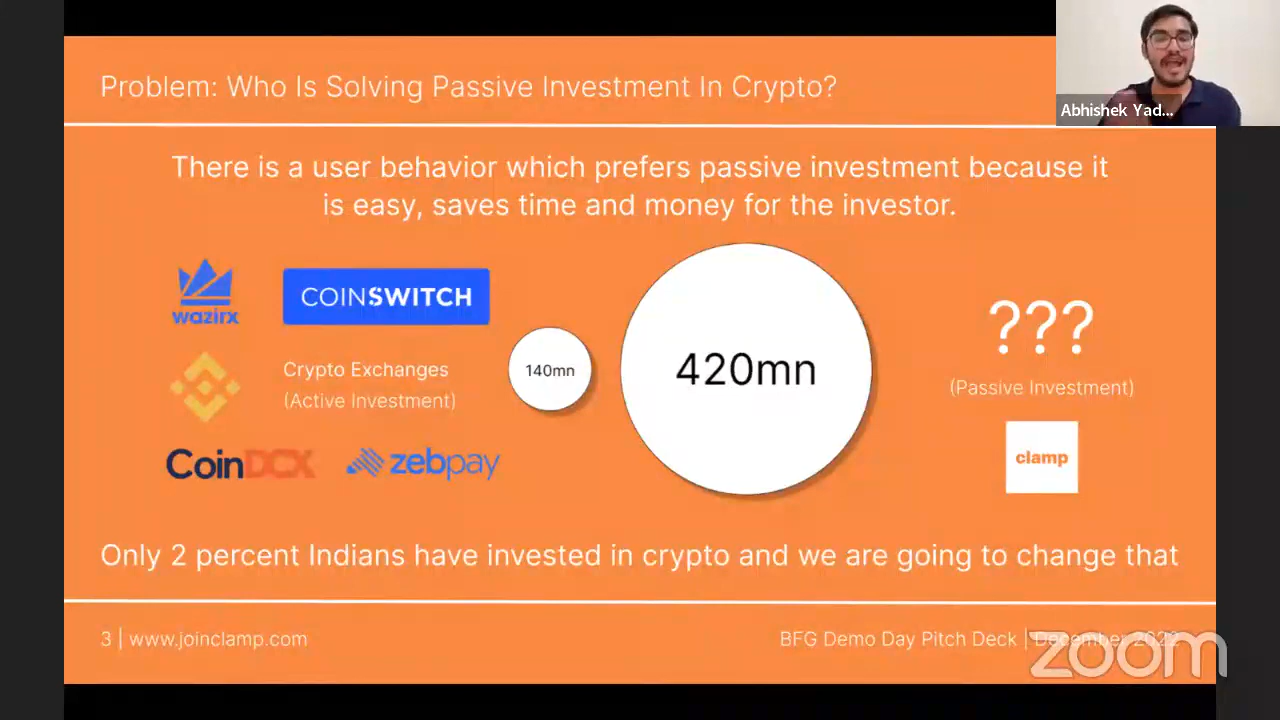 Problem: Who Is Solving Passive Investment In Crypto?
Abhishek Yad...
There is a user behavior which prefers passive investment because it
is easy, saves time and money for the investor.
wazirx
COINSWITCH
Crypto Exchanges
(Active Investment)
CoinDCX
zebpay
140mn
420mn
???
(Passive Investment)
clamp
Only 2 percent Indians have invested in crypto and we are going to change that
3 | www.joinclamp.com
BFG Demo Day Pitch Deck | December 2022
zoom